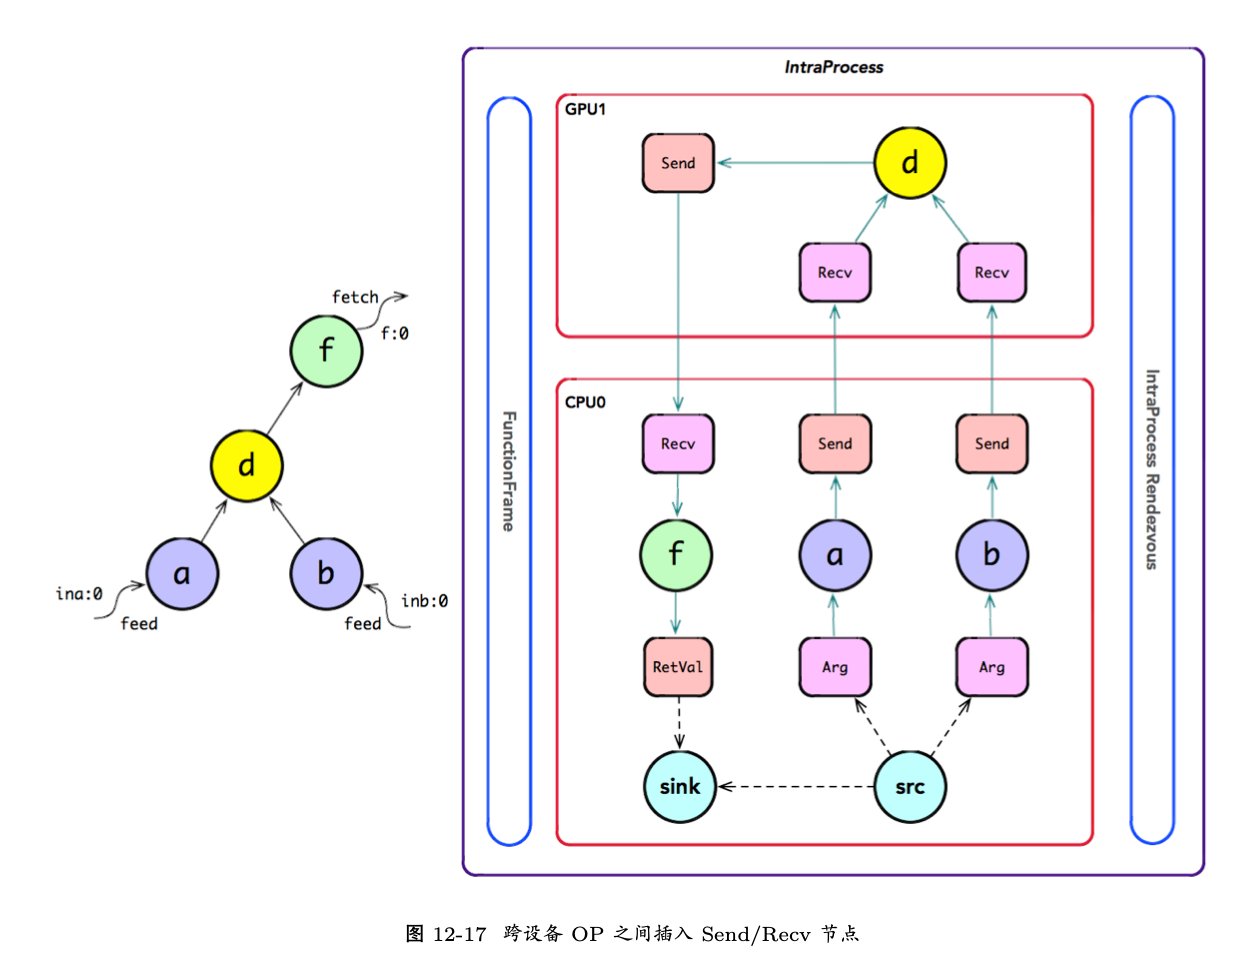 IntraProcess
GPU1
Send
d
Recv
Recv
fetch
f
f:0
d
a
b
ina:0
feed
inb:0
feed
FunctionFrame
CPU0
Recv
Send
Send
f
a
b
RetVal
Arg
Arg
sink
src
IntraProcess Rendezvous
图 12-17 跨设备 OP 之间插入 Send/Recv 节点